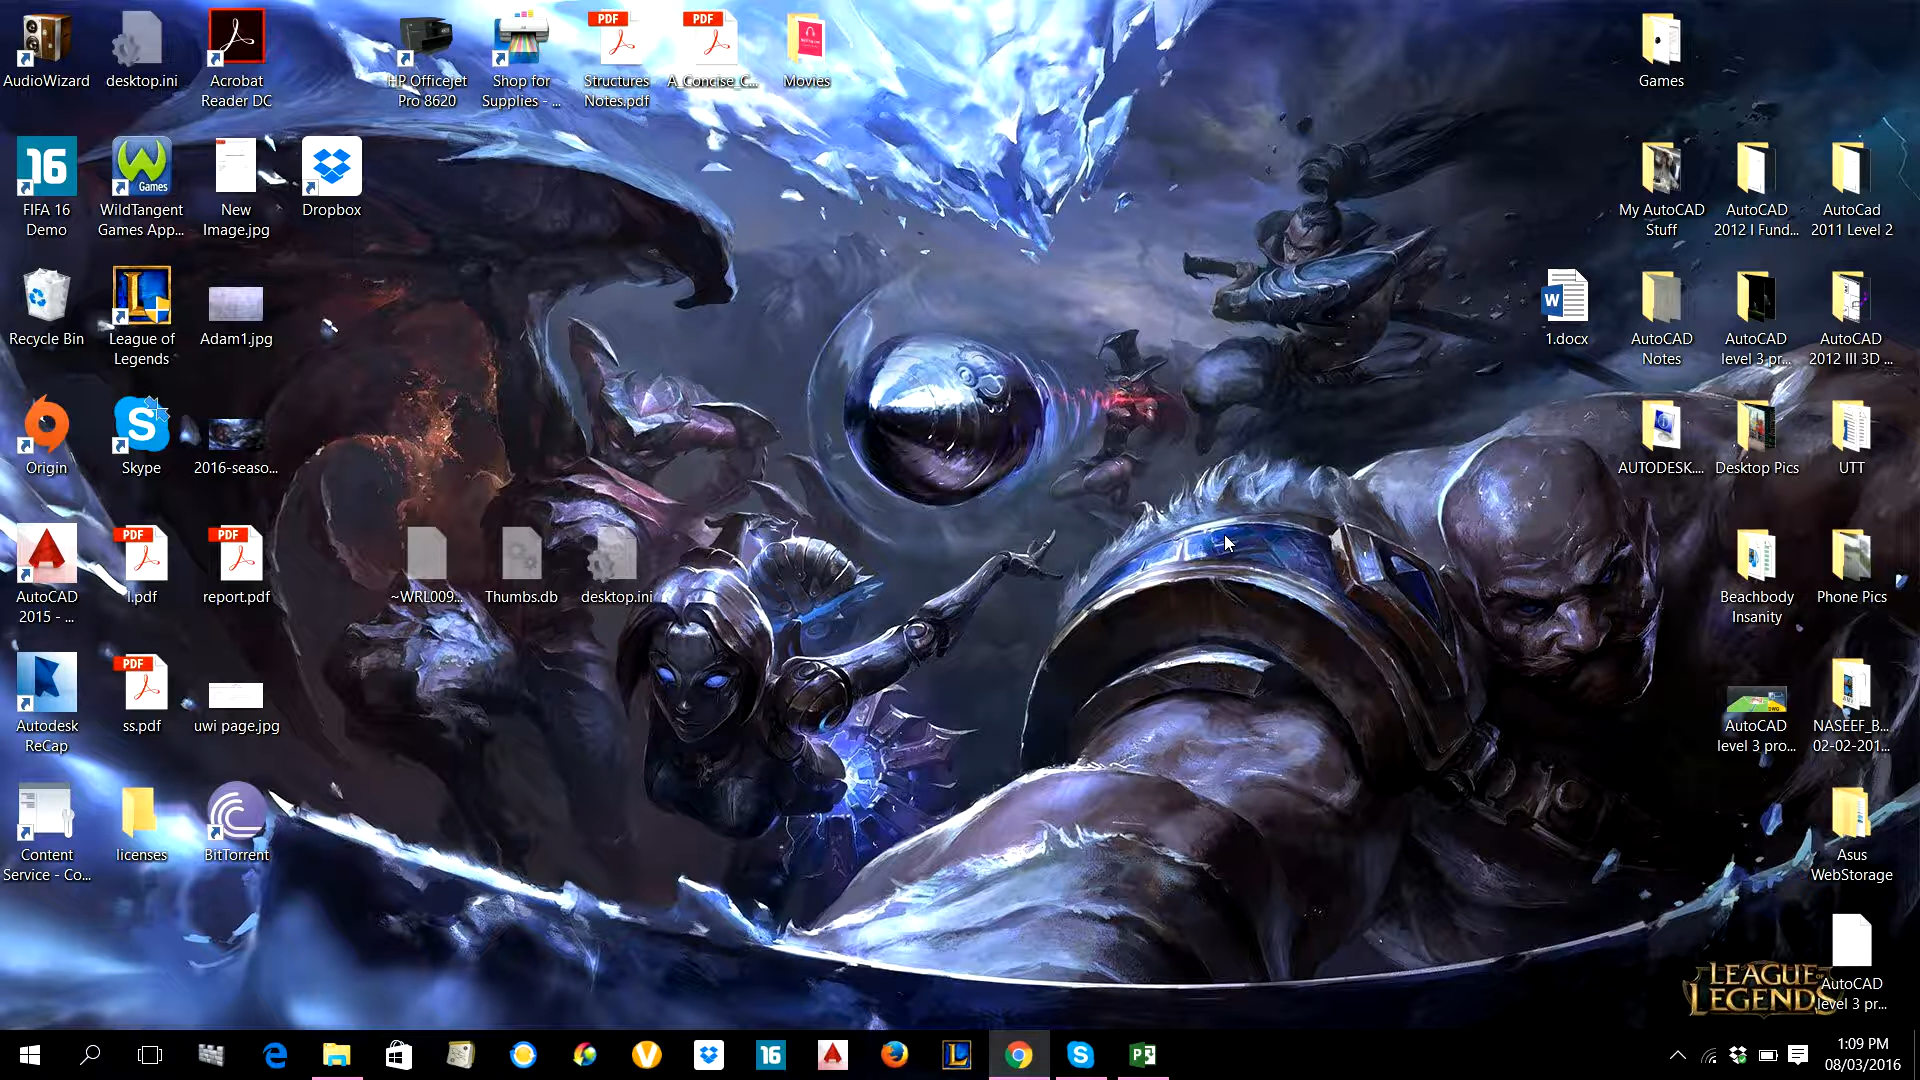 AudioWizard
desktop.ini
Acrobat
Reader DC
HP Officejet
Pro 8620
PDF
PDF
Shop for
Supplies - ...
Structures
Notes.pdf
A_Concise_C...
Movies
Games
16
FIFA 16
Demo
Games
WildTangent
Games App...
New
Image.jpg
Dropbox
My AutoCAD
Stuff
AutoCAD
2012 I Fund...
AutoCad
2011 Level 2
Recycle Bin
L
League of
Legends
Adam1.jpg
W
1.docx
AutoCAD
Notes
AutoCAD
level 3 pr...
AutoCAD
2012 III 3D ...
Origin
S
Skype
2016-seaso...
AUTODESK....
Desktop Pics
UTT
AutoCAD
2015 - ...
PDF
l.pdf
PDF
report.pdf
~WRL009...
Thumbs.db
desktop.ini
Beachbody
Insanity
Phone Pics
Autodesk
ReCap
PDF
ss.pdf
uwi page.jpg
DWG
AutoCAD
level 3 pro...
NASEEF_B...
02-02-201...
Content
Service - Co...
licenses
BitTorrent
Asus
WebStorage
LEAGUE OF
LEGENDS
AutoCAD
level 3 pr...
16
L
S
P
1:09 PM
08/03/2016